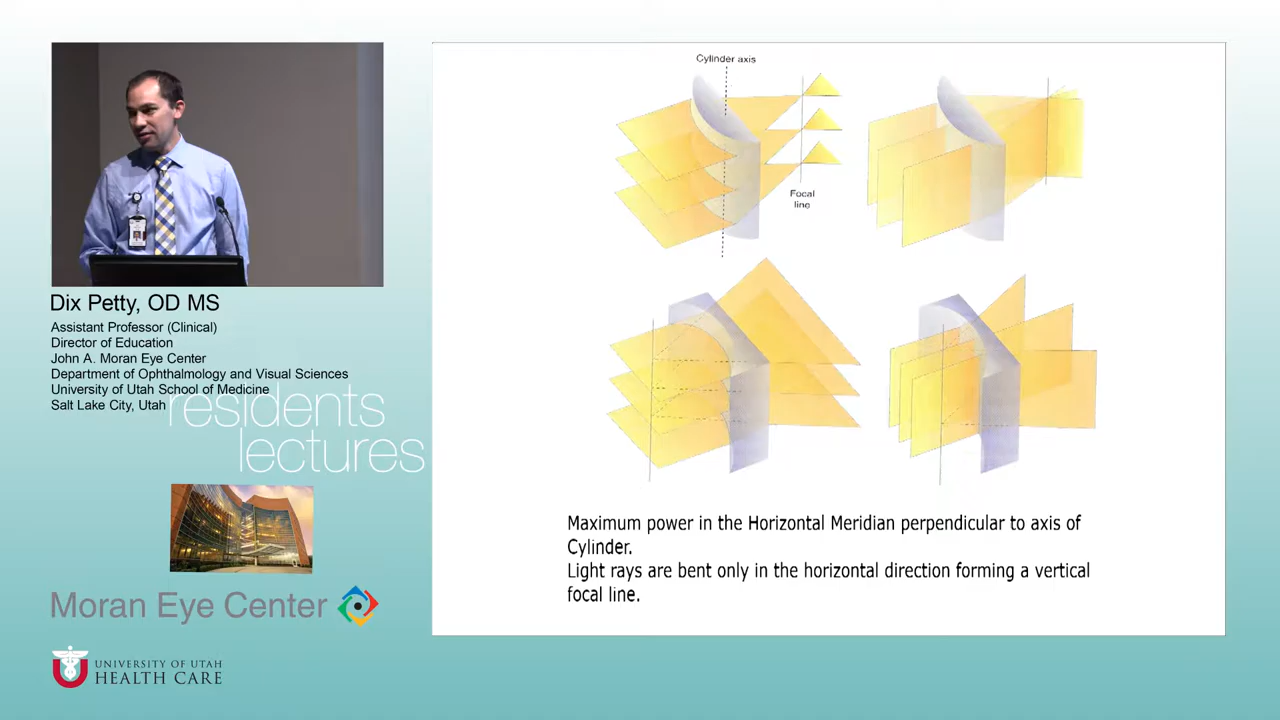 Dix Petty, OD MS
Assistant Professor (Clinical)
Director of Education
John A. Moran Eye Center
Department of Ophthalmology and Visual Sciences
University of Utah School of Medicine
Salt Lake City, Utah
residents
lectures
Moran Eye Center
UNIVERSITY OF UTAH
HEALTH CARE
Cylinder axis
Focal
line
Maximum power in the Horizontal Meridian perpendicular to axis of
Cylinder.
Light rays are bent only in the horizontal direction forming a vertical
focal line.